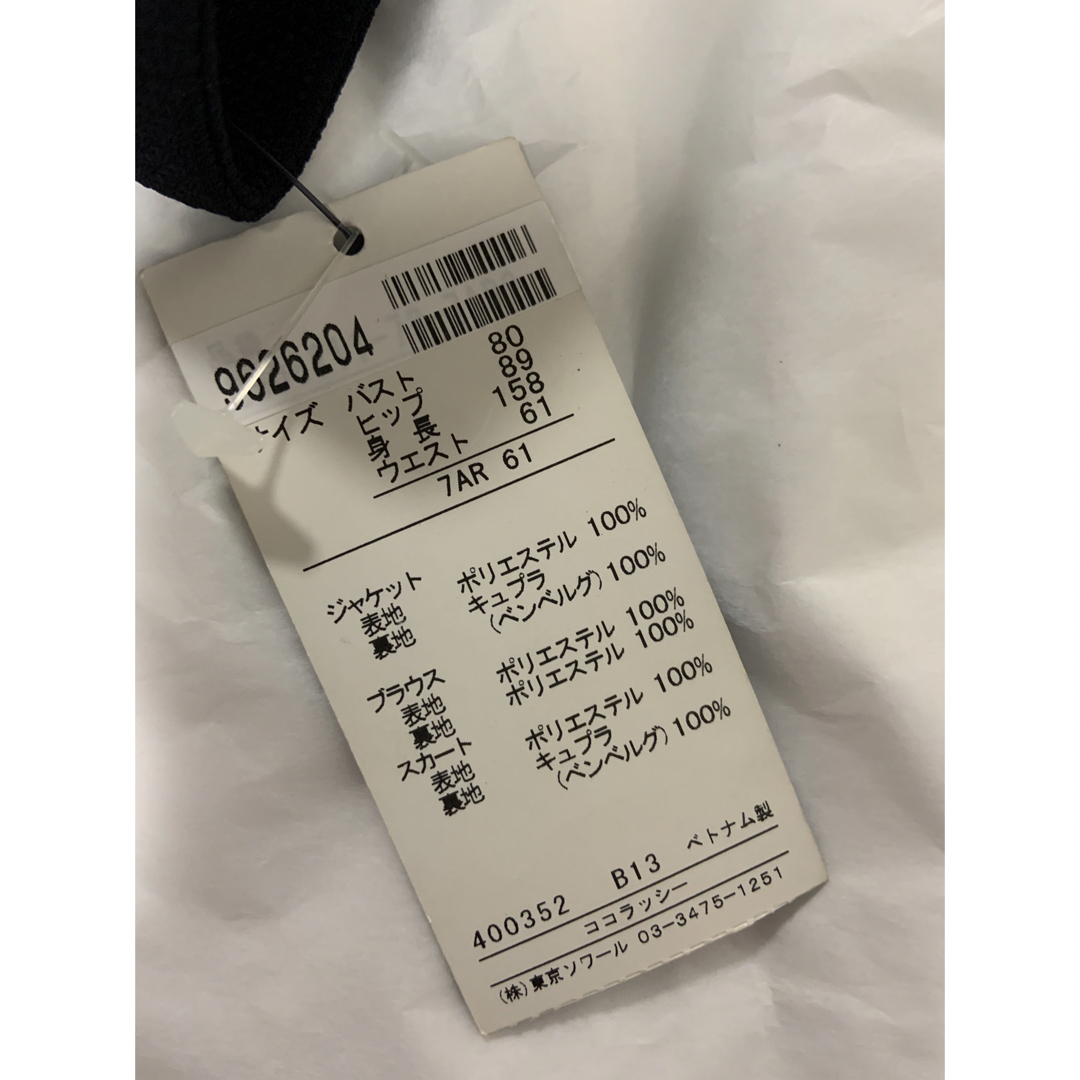 9626204
サイズ バスト 80
ヒップ 89
身長 158
ウエスト 61
7AR 61
ジャケット
表地 ポリエステル 100%
裏地 キュプラ
(ベンベルグ) 100%
ブラウス
表地 ポリエステル 100%
裏地 ポリエステル 100%
スカート
表地 ポリエステル 100%
裏地 キュプラ
(ベンベルグ) 100%
400352 B13 ベトナム製
ココラッシー
(株)東京ソワール 03-3475-1251